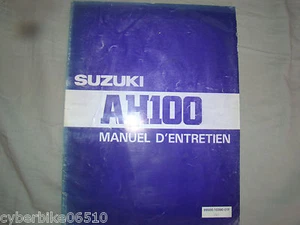 SUZUKI
AH100
MANUEL D'ENTRETIEN
cyberbike06510